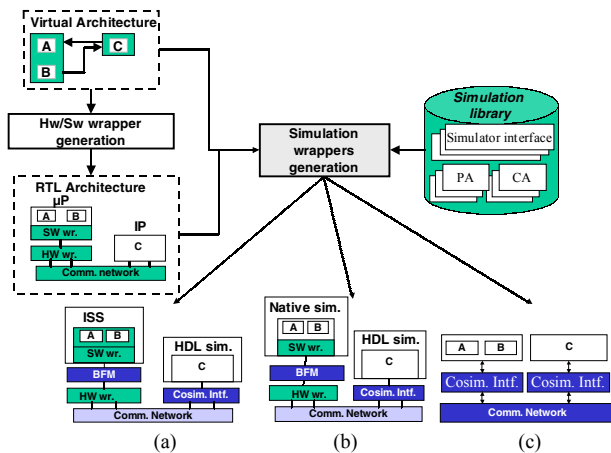 Virtual Architecture
A
C
B
Hw/Sw wrapper
generation
RTL Architecture
µP
A
B
SW wr.
HW wr.
IP
C
Comm. network
Simulation
wrappers
generation
Simulation
library
Simulator interface
PA
CA
ISS
A
B
SW wr.
BFM
HW wr.
HDL sim.
C
Cosim. Intf.
Comm. Network
(a)
Native sim.
A
B
SW wr.
BFM
HW wr.
HDL sim.
C
Cosim. Intf.
Comm. Network
(b)
A
B
C
Cosim. Intf.
Cosim. Intf.
Comm. Network
(c)